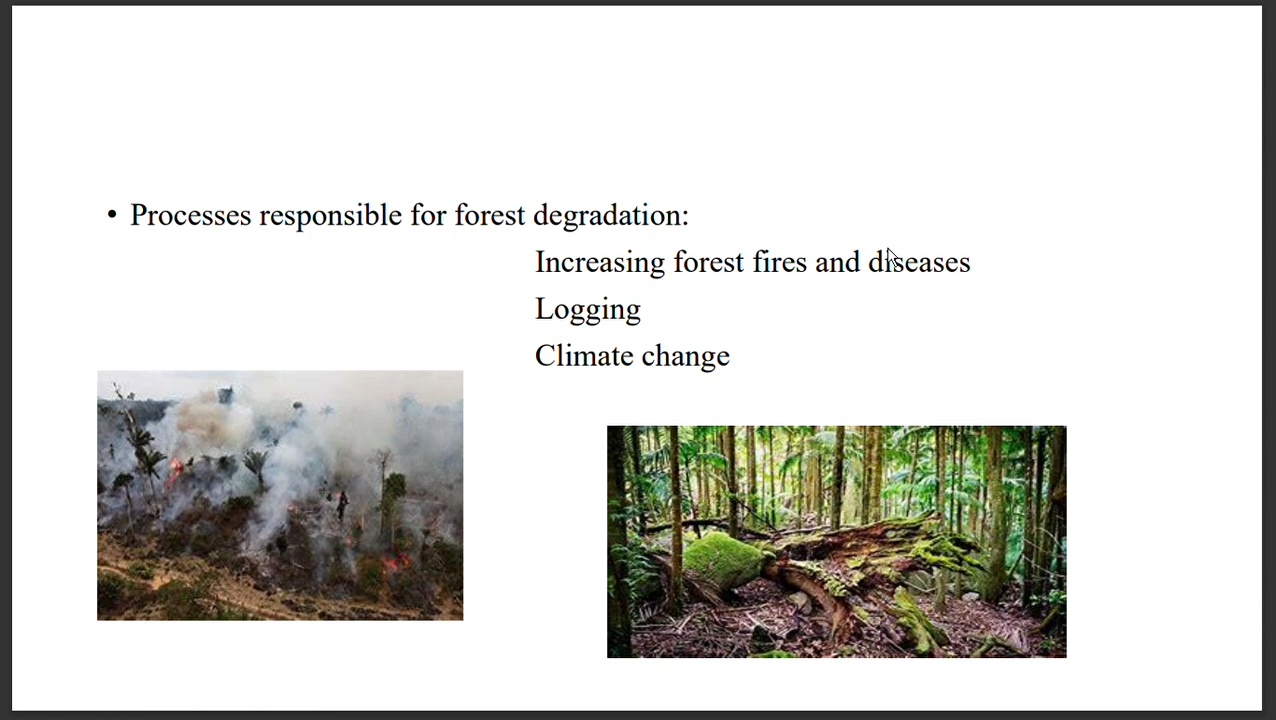 • Processes responsible for forest degradation:
Increasing forest fires and diseases
Logging
Climate change